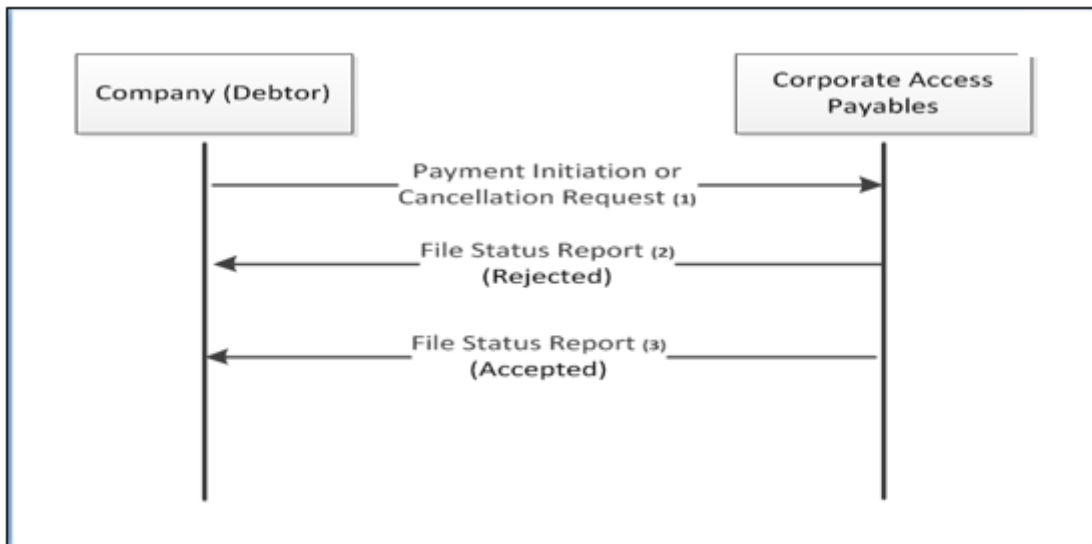 Company (Debtor)
Corporate Access
Payables
Payment Initiation or
Cancellation Request (1)
File Status Report (2)
(Rejected)
File Status Report (3)
(Accepted)